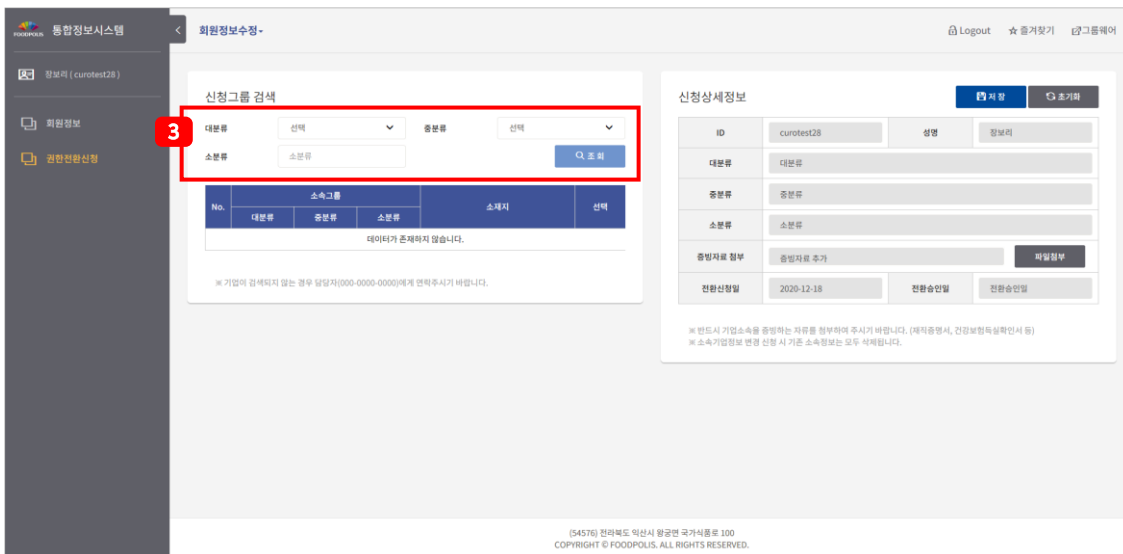 FOODPOLIS 통합정보시스템
회원정보수정
Logout 즐겨찾기 그룹웨어
장보리 ( curotest28 )
회원정보
권한전환신청
신청그룹 검색
3
대분류 선택 중분류 선택
소분류 소분류 조 회
No. 소속그룹 소재지 선택
대분류 중분류 소분류
데이터가 존재하지 않습니다.
※ 기업이 검색되지 않는 경우 담당자(000-0000-0000)에게 연락주시기 바랍니다.
신청상세정보 저 장 초기화
ID curotest28 성명 장보리
대분류 대분류
중분류 중분류
소분류 소분류
증빙자료 첨부 증빙자료 추가 파일첨부
전환신청일 2020-12-18 전환승인일 전환승인일
※ 반드시 기업소속을 증빙하는 자류를 첨부하여 주시기 바랍니다. (재직증명서, 건강보험득실확인서 등)
※ 소속기업정보 변경 신청 시 기존 소속정보는 모두 삭제됩니다.
(54576) 전라북도 익산시 왕궁면 국가식품로 100
COPYRIGHT © FOODPOLIS. ALL RIGHTS RESERVED.